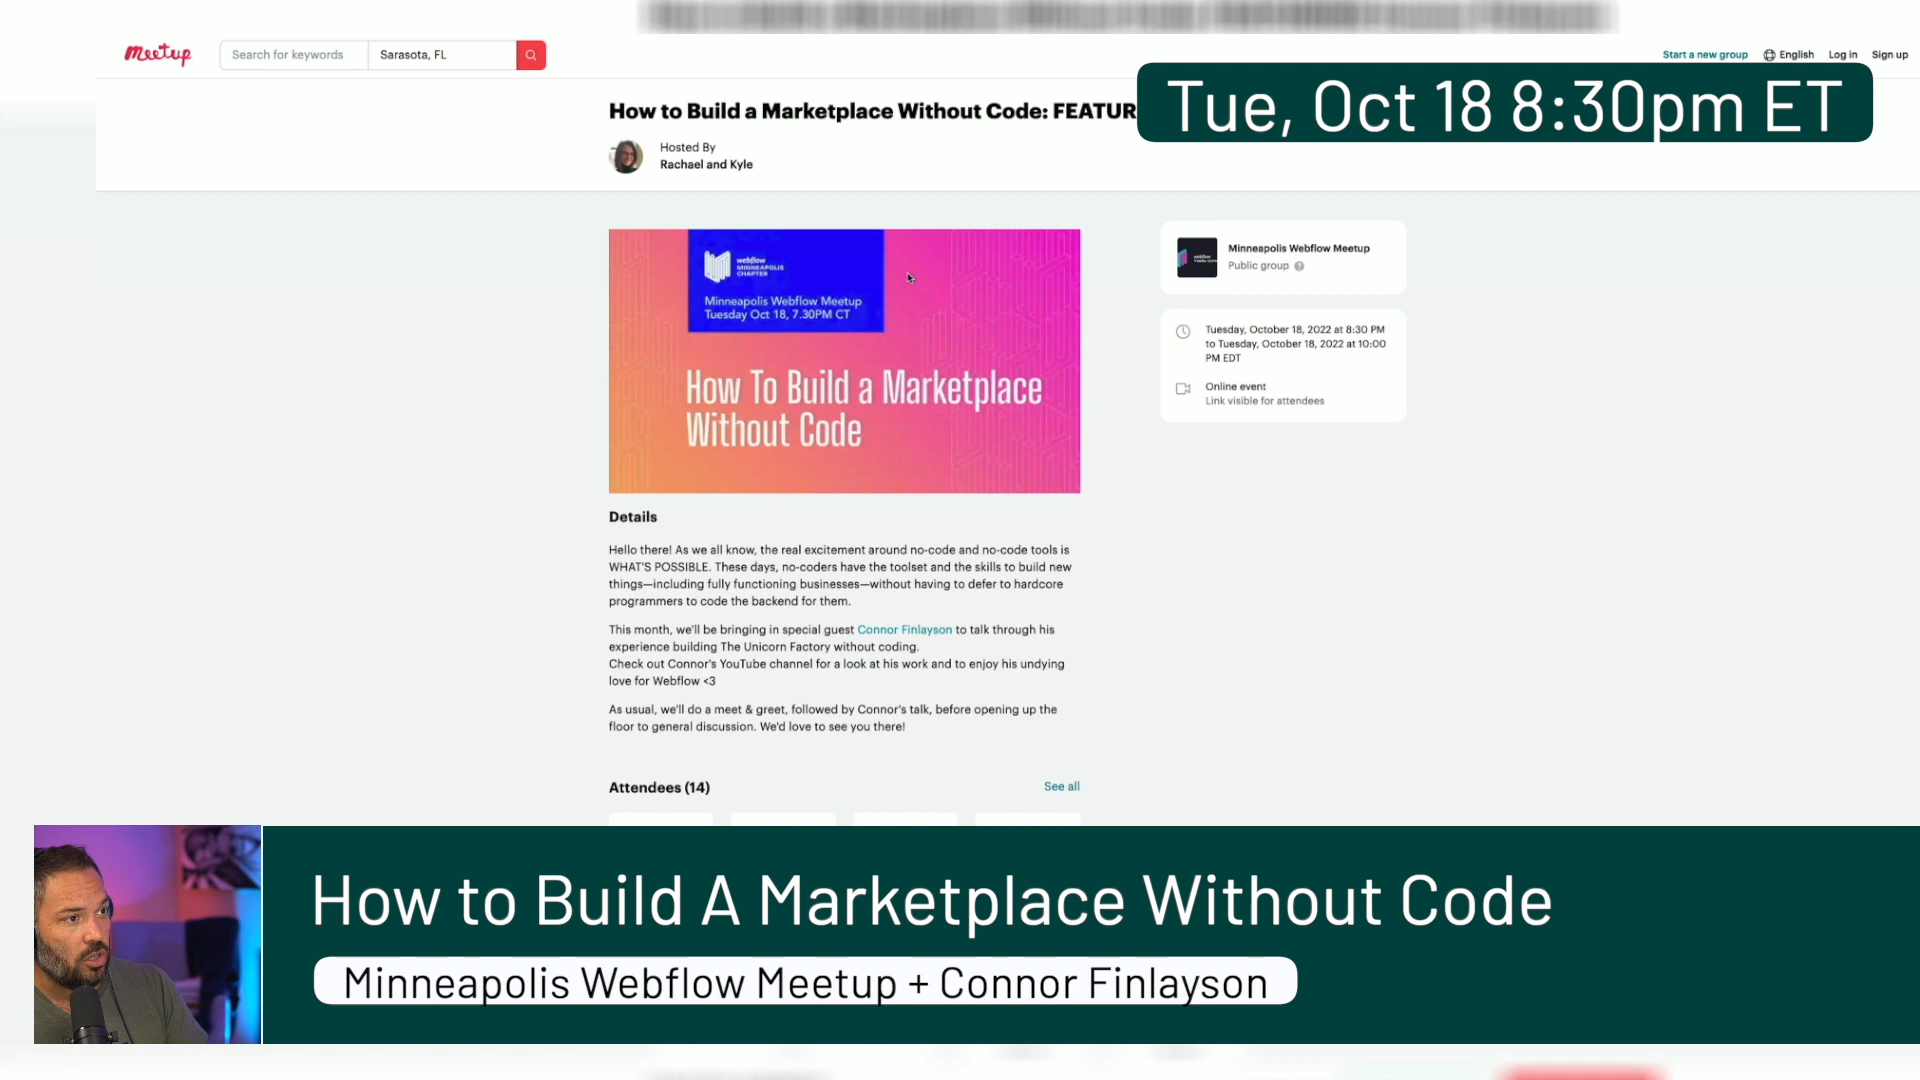 Meetup
Search for keywords
Sarasota, FL
Start a new group
English
Log in
Sign up
How to Build a Marketplace Without Code: FEATUR
Tue, Oct 18 8:30pm ET
Hosted By
Rachael and Kyle
webflow
MINNEAPOLIS
CHAPTER
Minneapolis Webflow Meetup
Tuesday Oct 18, 7.30PM CT
How To Build a Marketplace
Without Code
Minneapolis Webflow Meetup
Public group
Tuesday, October 18, 2022 at 8:30 PM
to Tuesday, October 18, 2022 at 10:00
PM EDT
Online event
Link visible for attendees
Details
Hello there! As we all know, the real excitement around no-code and no-code tools is
WHAT'S POSSIBLE. These days, no-coders have the toolset and the skills to build new
things—including fully functioning businesses—without having to defer to hardcore
programmers to code the backend for them.
This month, we'll be bringing in special guest Connor Finlayson to talk through his
experience building The Unicorn Factory without coding.
Check out Connor's YouTube channel for a look at his work and to enjoy his undying
love for Webflow <3
As usual, we'll do a meet & greet, followed by Connor's talk, before opening up the
floor to general discussion. We'd love to see you there!
Attendees (14)
See all
How to Build A Marketplace Without Code
Minneapolis Webflow Meetup + Connor Finlayson